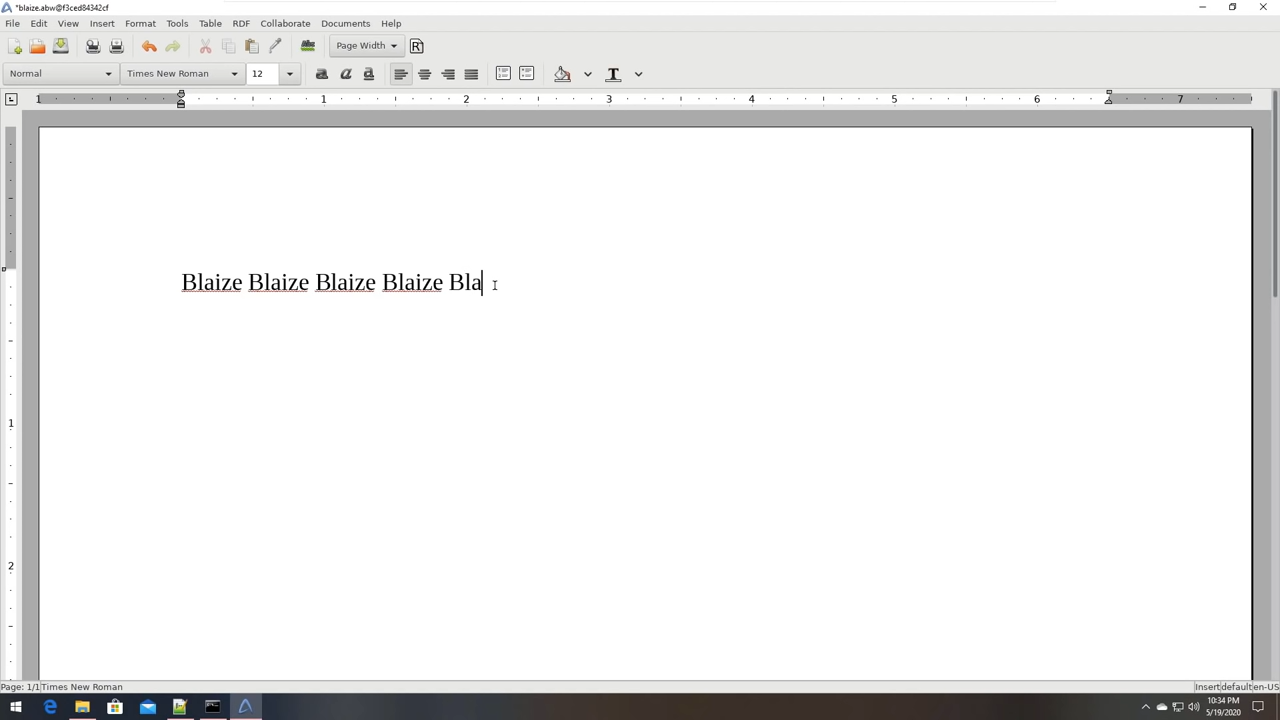 *blaize.abw@f3ced84342cf
File Edit View Insert Format Tools Table RDF Collaborate Documents Help
Page Width
Normal Times New Roman 12
1 1 2 3 4 5 6 7
Blaize Blaize Blaize Blaize Bla
1
2
Page: 1/1 Times New Roman Insert default en-US
10:34 PM
5/19/2020